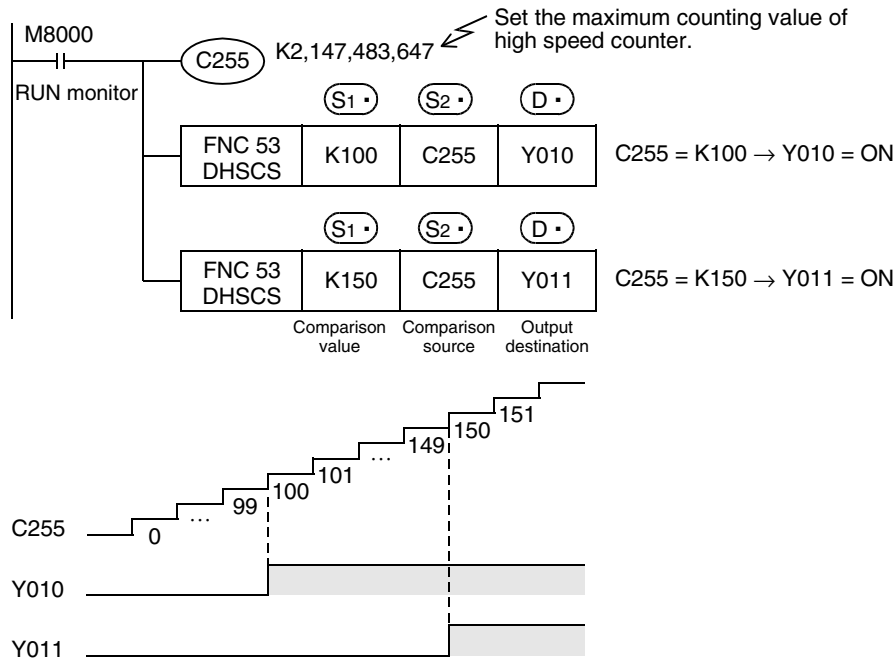 M8000
RUN monitor
C255
K2,147,483,647
Set the maximum counting value of
high speed counter.
S1 · S2 · D ·
FNC 53
DHSCS
K100
C255
Y010
C255 = K100 → Y010 = ON
S1 · S2 · D ·
FNC 53
DHSCS
K150
C255
Y011
C255 = K150 → Y011 = ON
Comparison
value
Comparison
source
Output
destination
C255
0
...
99
100
101
...
149
150
151
Y010
Y011